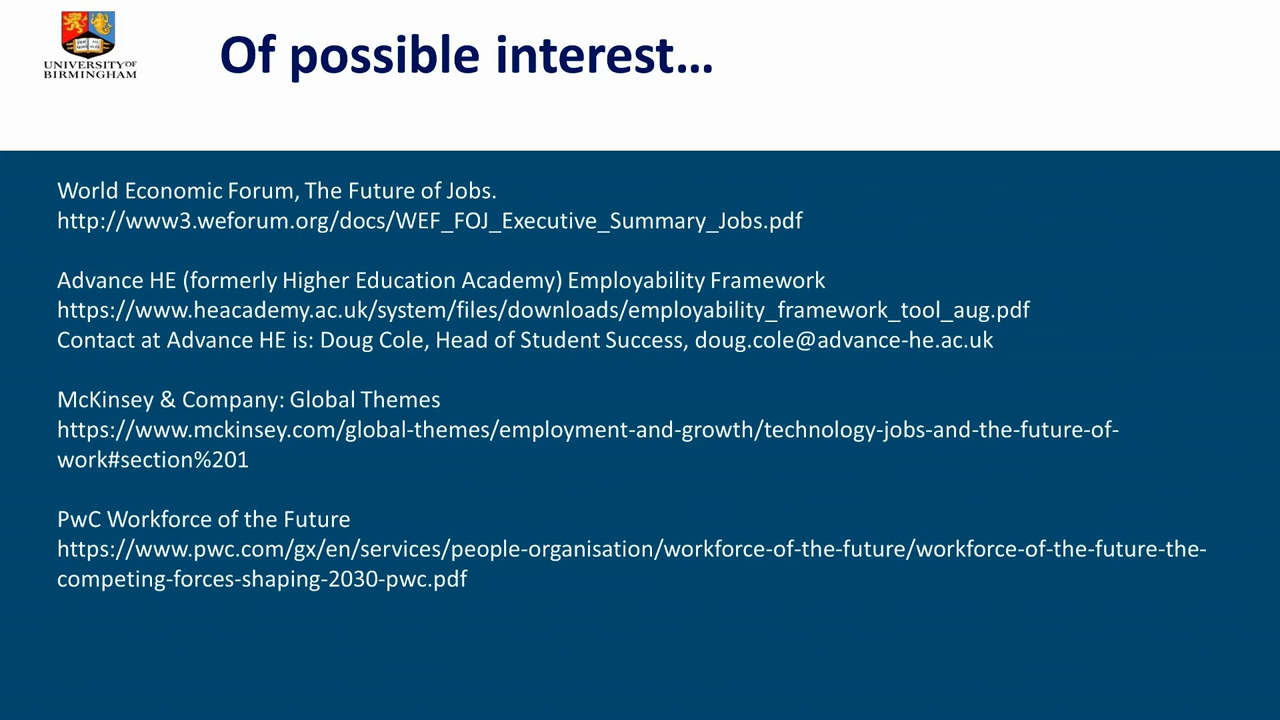 UNIVERSITY OF
BIRMINGHAM
Of possible interest...
World Economic Forum, The Future of Jobs.
http://www3.weforum.org/docs/WEF_FOJ_Executive_Summary_Jobs.pdf
Advance HE (formerly Higher Education Academy) Employability Framework
https://www.heacademy.ac.uk/system/files/downloads/employability_framework_tool_aug.pdf
Contact at Advance HE is: Doug Cole, Head of Student Success, doug.cole@advance-he.ac.uk
McKinsey & Company: Global Themes
https://www.mckinsey.com/global-themes/employment-and-growth/technology-jobs-and-the-future-of-
work#section%201
PwC Workforce of the Future
https://www.pwc.com/gx/en/services/people-organisation/workforce-of-the-future/workforce-of-the-future-the-
competing-forces-shaping-2030-pwc.pdf